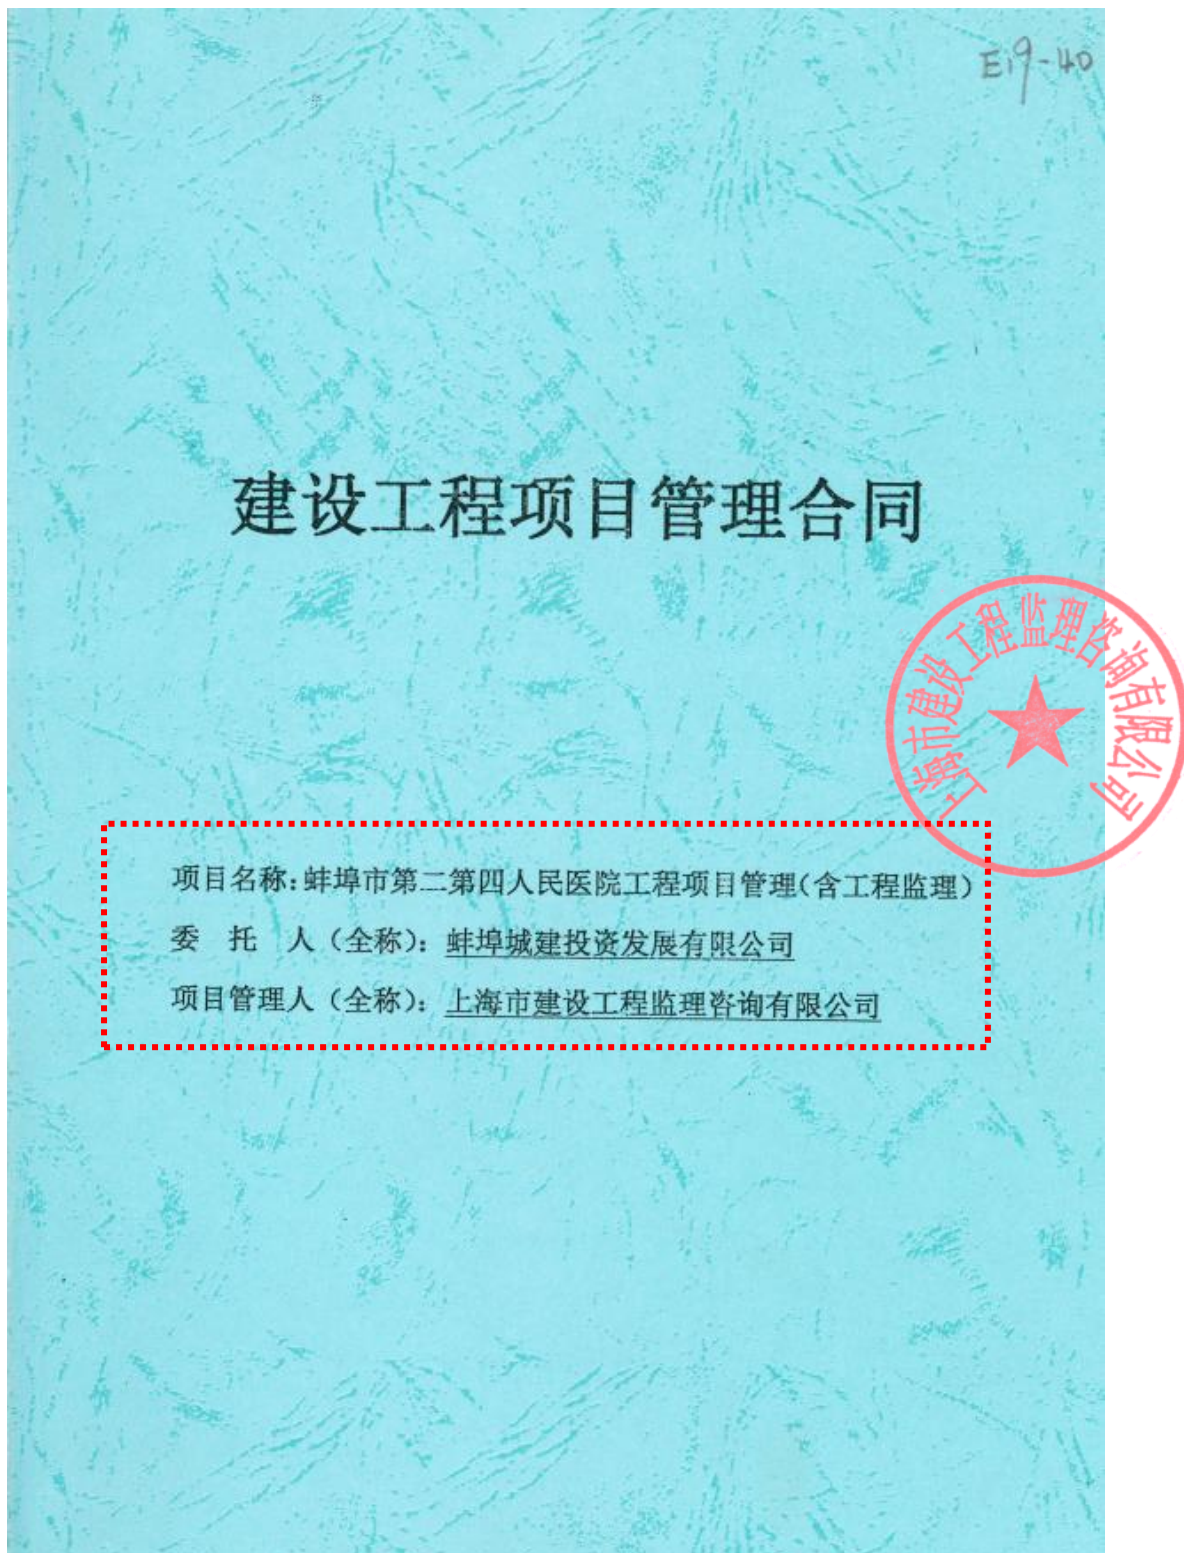 E19-40
建设工程项目管理合同
上海市建设工程监理咨询有限公司
项目名称：蚌埠市第二第四人民医院工程项目管理（含工程监理）
委 托 人（全称）：蚌埠城建投资发展有限公司
项目管理人（全称）：上海市建设工程监理咨询有限公司